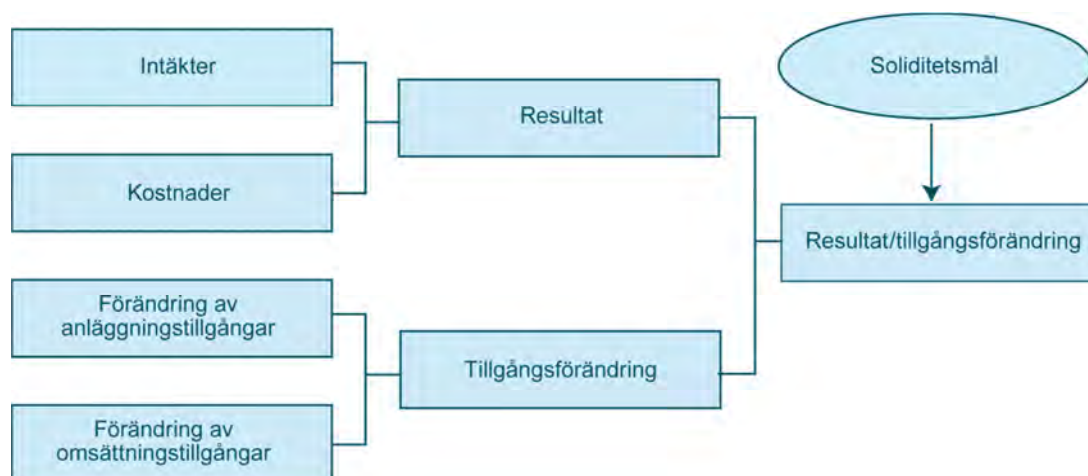 Intäkter
Kostnader
Resultat
Soliditetsmål
Resultat/tillgångsförändring
Förändring av
anläggningstillgångar
Förändring av
omsättningstillgångar
Tillgångsförändring